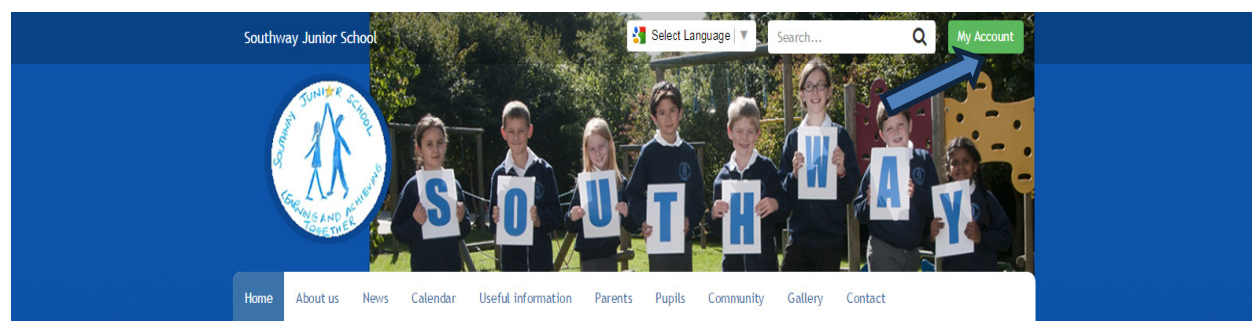 Southway Junior School
Select Language ▼
Search...
My Account
SOUTHWAY JUNIOR SCHOOL
LEARNING AND ACHIEVING
TOGETHER
S O U T H W A Y
Home About us News Calendar Useful information Parents Pupils Community Gallery Contact